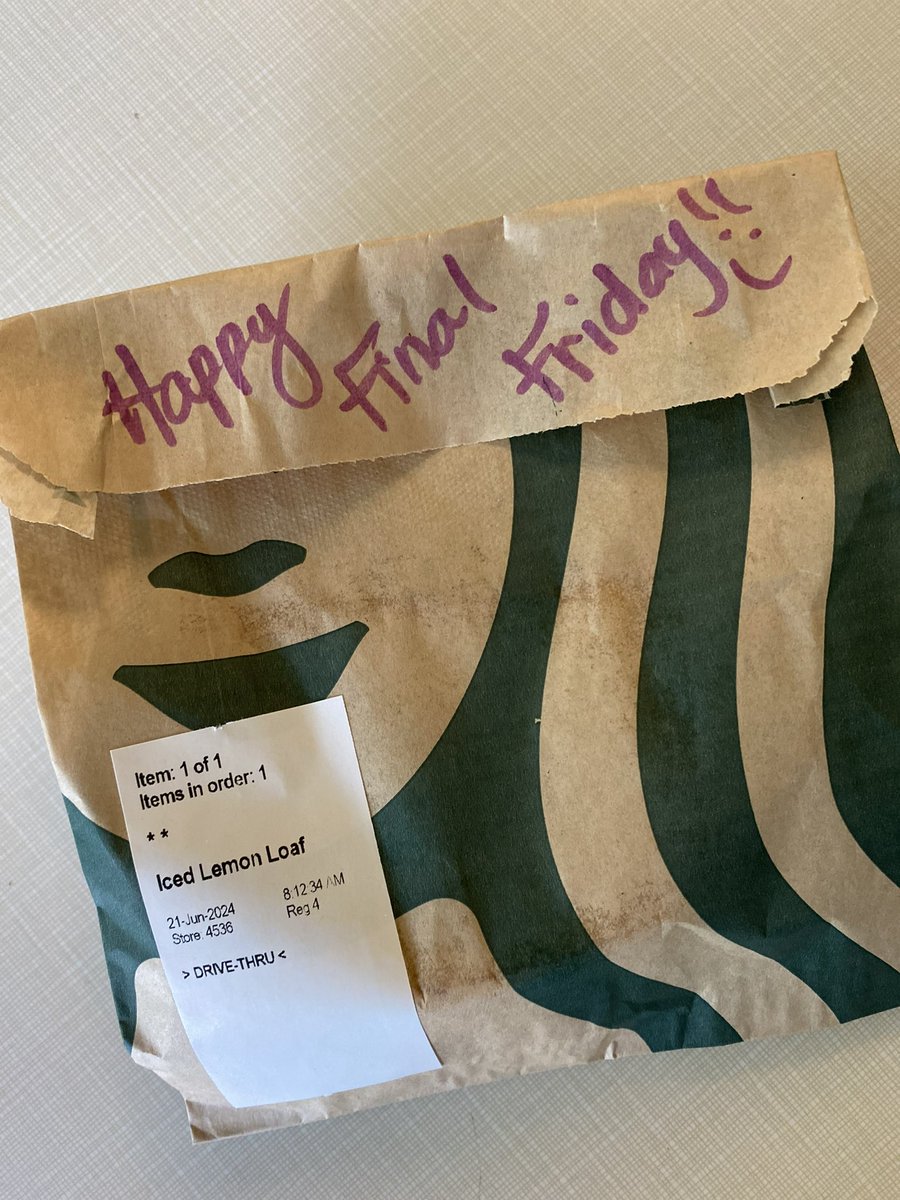 Happy Final Friday!! :)
Item: 1 of 1
Items in order: 1
* *
Iced Lemon Loaf
21-Jun-2024 8:12:34 AM
Store: 4536 Reg 4
> DRIVE-THRU <